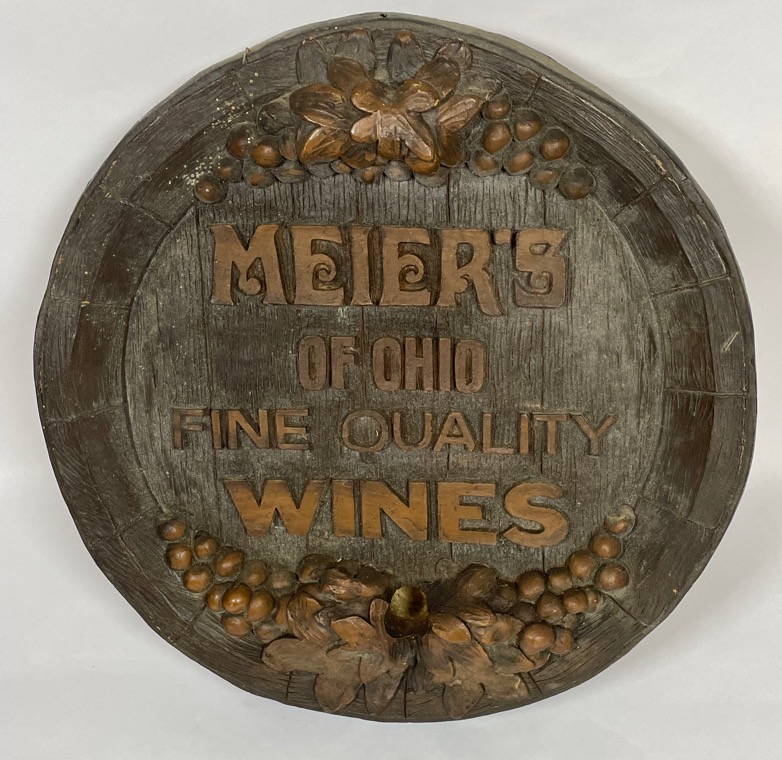 MEIER'S
OF OHIO
FINE QUALITY
WINES